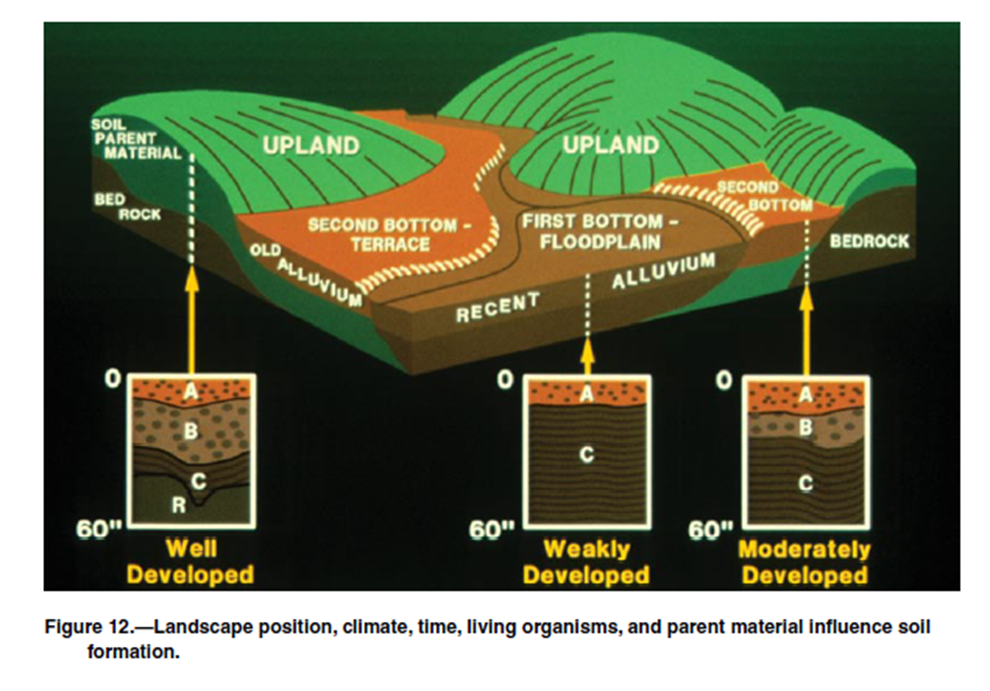 SOIL
PARENT
MATERIAL
UPLAND
UPLAND
BED
ROCK
SECOND BOTTOM –
TERRACE
FIRST BOTTOM –
FLOODPLAIN
SECOND
BOTTOM
BEDROCK
OLD
ALLUVIUM
RECENT
ALLUVIUM
0
A
B
C
R
60"
Well
Developed
0
A
C
60"
Weakly
Developed
0
A
B
C
60"
Moderately
Developed
Figure 12.—Landscape position, climate, time, living organisms, and parent material influence soil
formation.